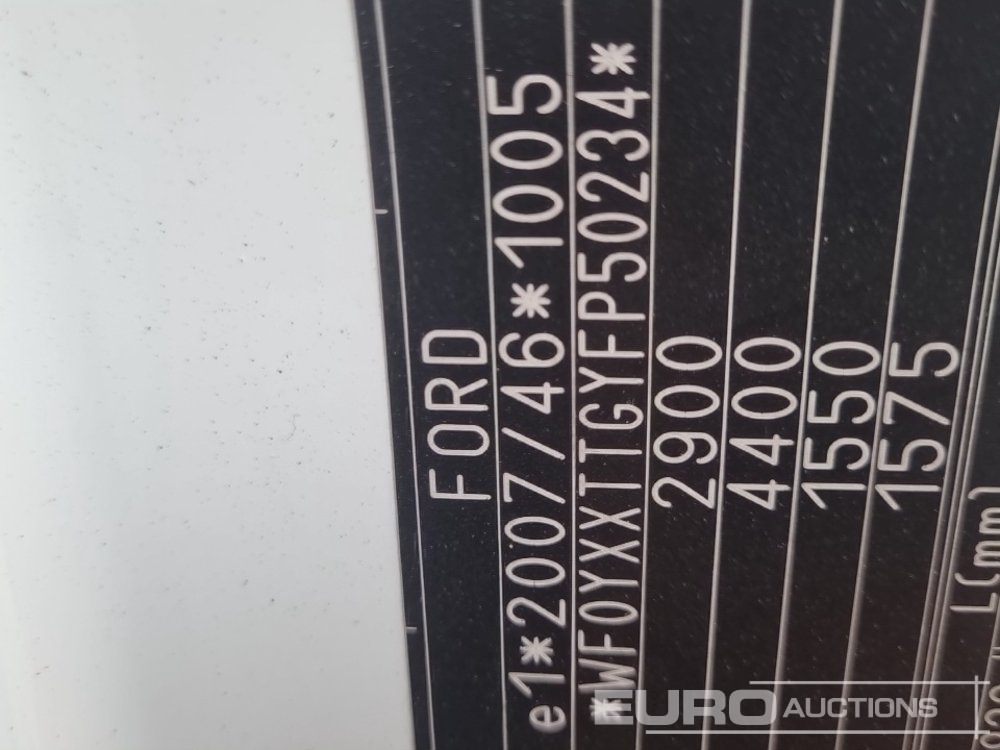 FORD
e1*2007/46*1005
*WF0YXXTTGYFP50234*
2900
4400
1550
1575
L(mm)
EURO AUCTIONS